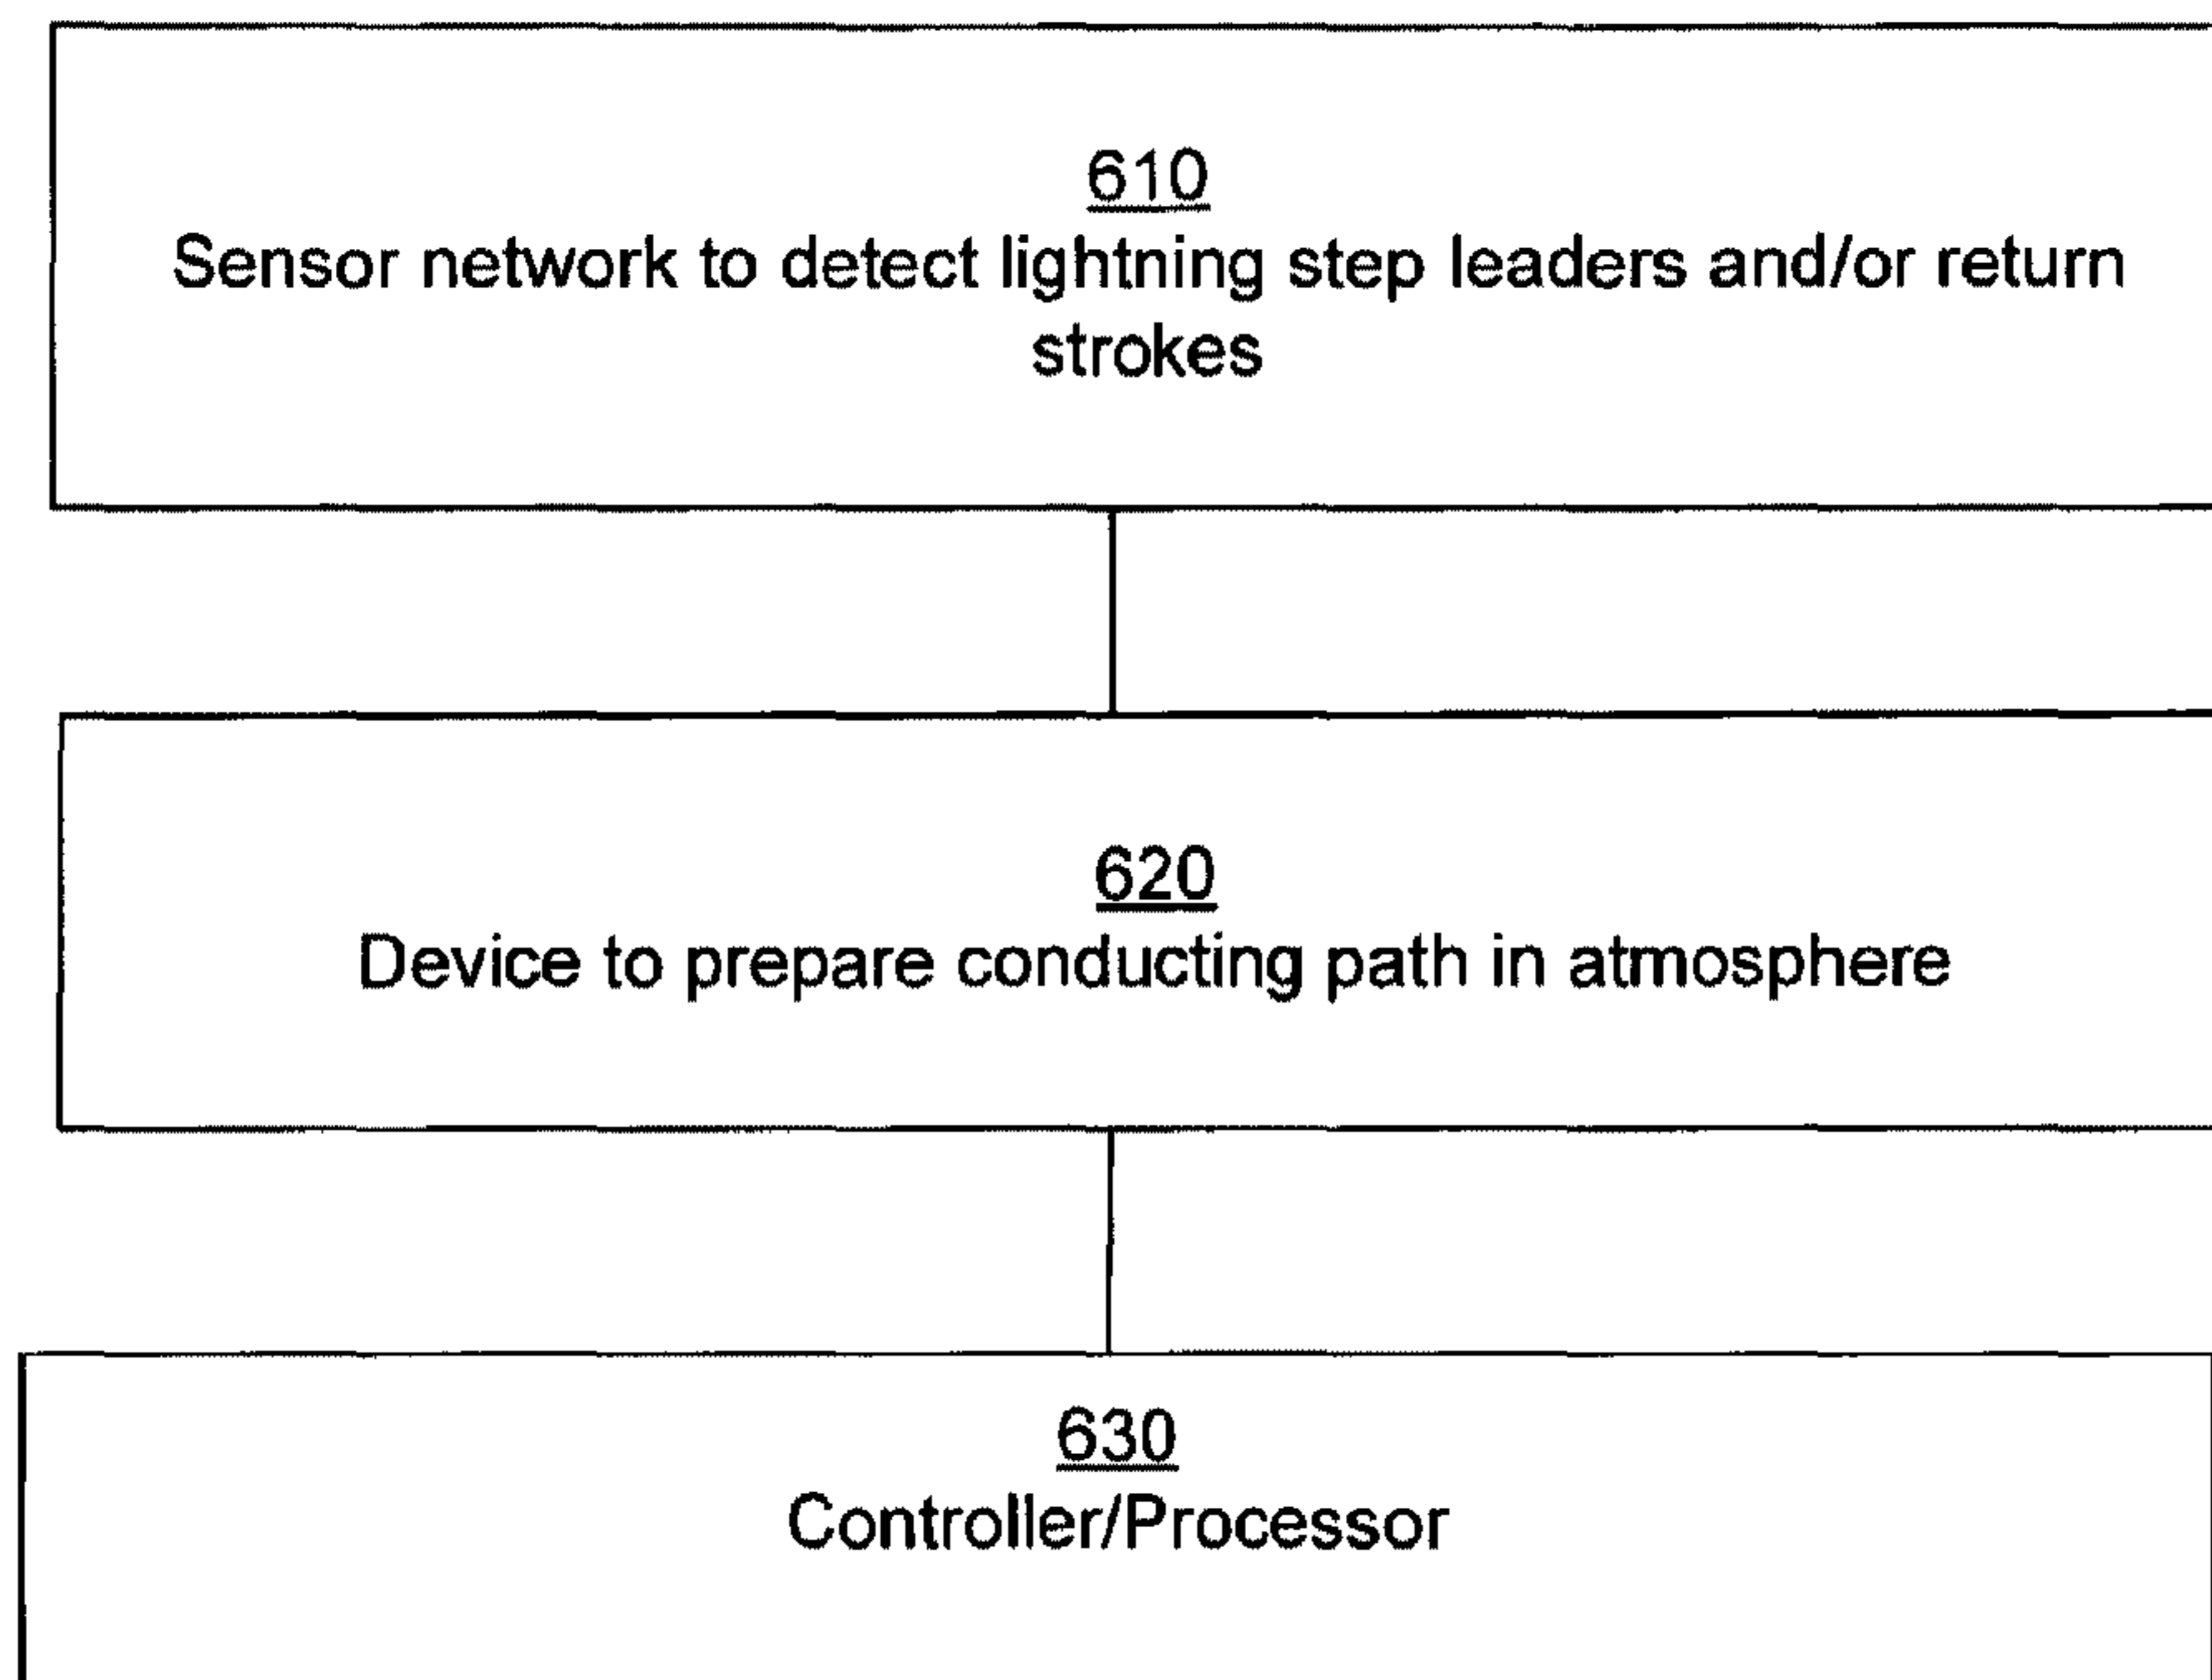 610
Sensor network to detect lightning step leaders and/or return
strokes
620
Device to prepare conducting path in atmosphere
630
Controller/Processor